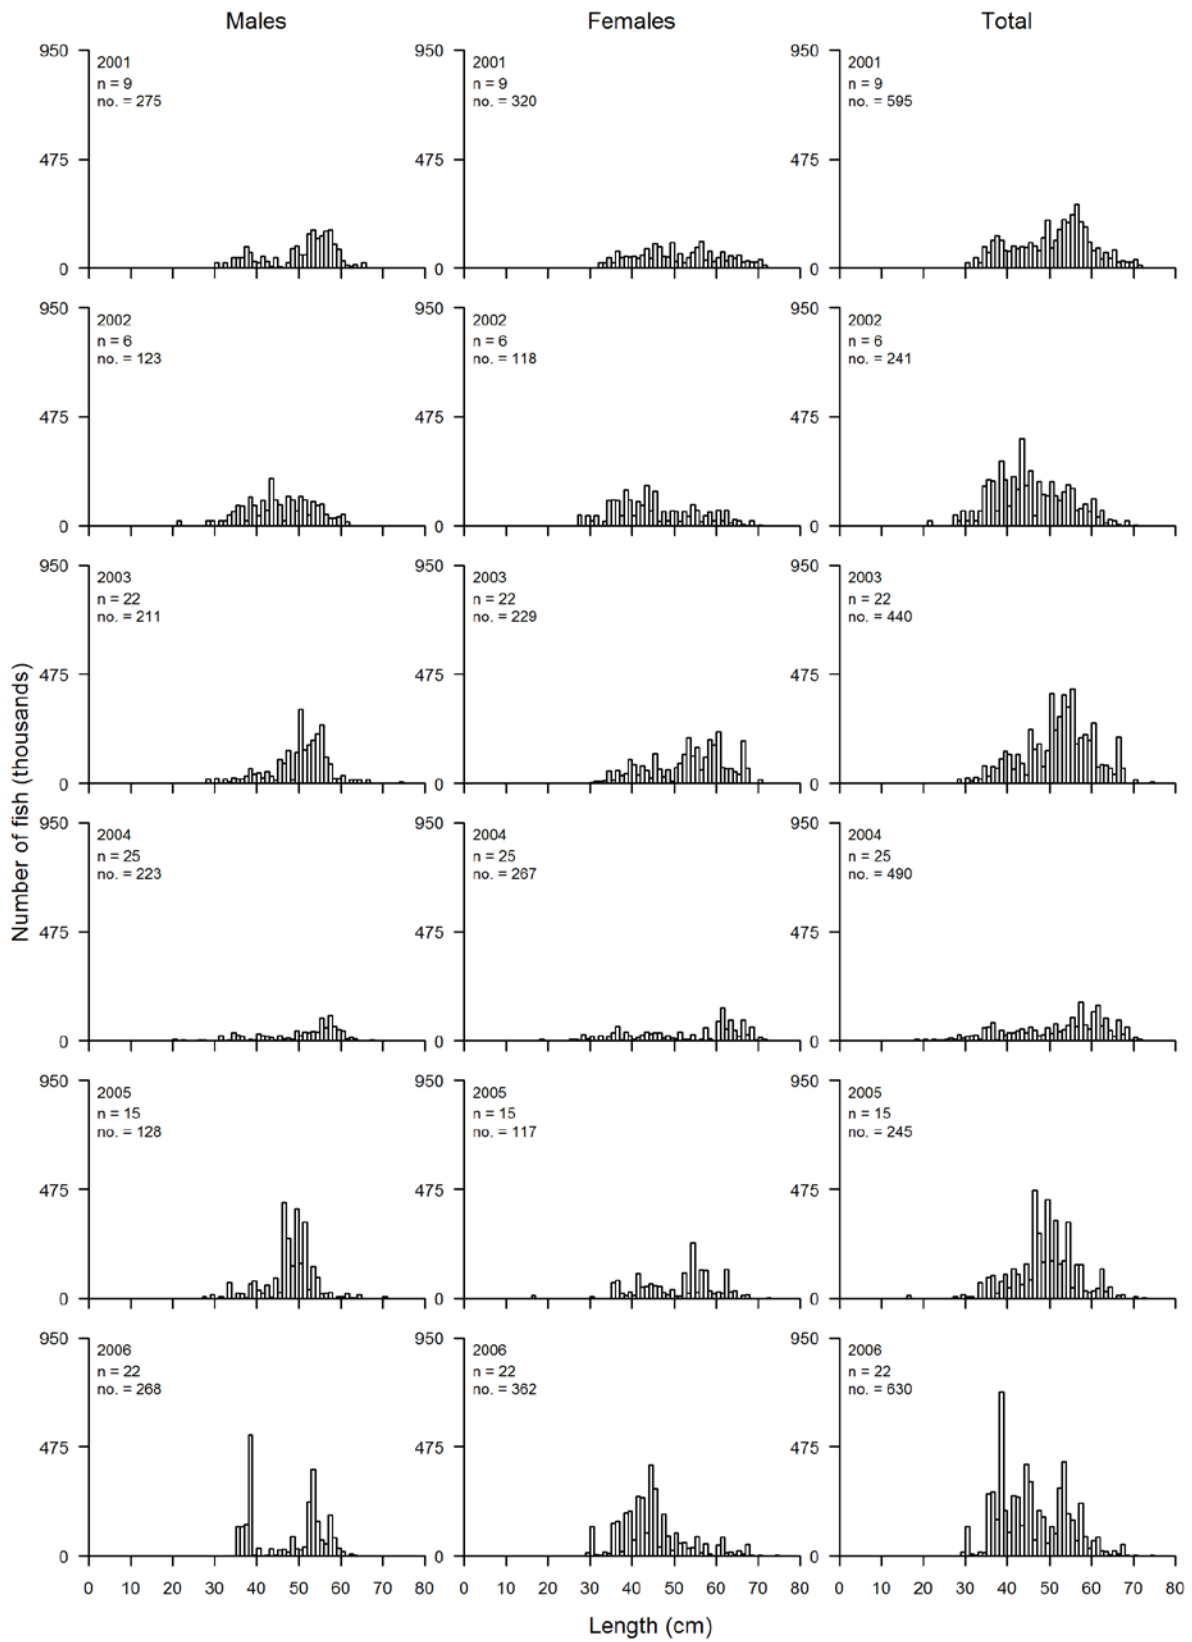 Males Females Total
950 950 950
2001 2001 2001
n = 9 n = 9 n = 9
no. = 275 no. = 320 no. = 595
475 475 475
0 0 0
950 950 950
2002 2002 2002
n = 6 n = 6 n = 6
no. = 123 no. = 118 no. = 241
475 475 475
0 0 0
950 950 950
2003 2003 2003
n = 22 n = 22 n = 22
no. = 211 no. = 229 no. = 440
475 475 475
0 0 0
Number of fish (thousands)
950 950 950
2004 2004 2004
n = 25 n = 25 n = 25
no. = 223 no. = 267 no. = 490
475 475 475
0 0 0
950 950 950
2005 2005 2005
n = 15 n = 15 n = 15
no. = 128 no. = 117 no. = 245
475 475 475
0 0 0
950 950 950
2006 2006 2006
n = 22 n = 22 n = 22
no. = 268 no. = 362 no. = 630
475 475 475
0 0 0
0 10 20 30 40 50 60 70 80 0 10 20 30 40 50 60 70 80 0 10 20 30 40 50 60 70 80
Length (cm)